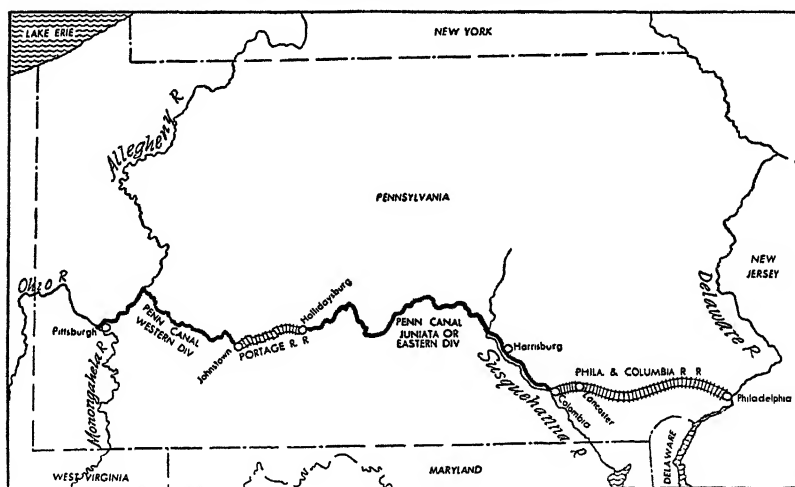 LAKE ERIE
NEW YORK
Allegheny R
PENNSYLVANIA
NEW
JERSEY
Ohio R
Pittsburgh
PENN CANAL
WESTERN DIV
Johnstown
Hollidaysburg
PORTAGE R. R
PENN CANAL
JUNIATA OR
EASTERN DIV
Harrisburg
Delaware R
Monongahela R
Susquehanna R
PHILA. & COLUMBIA R R
Columbia
Lancaster
Philadelphia
WEST VIRGINIA
MARYLAND
DELAWARE